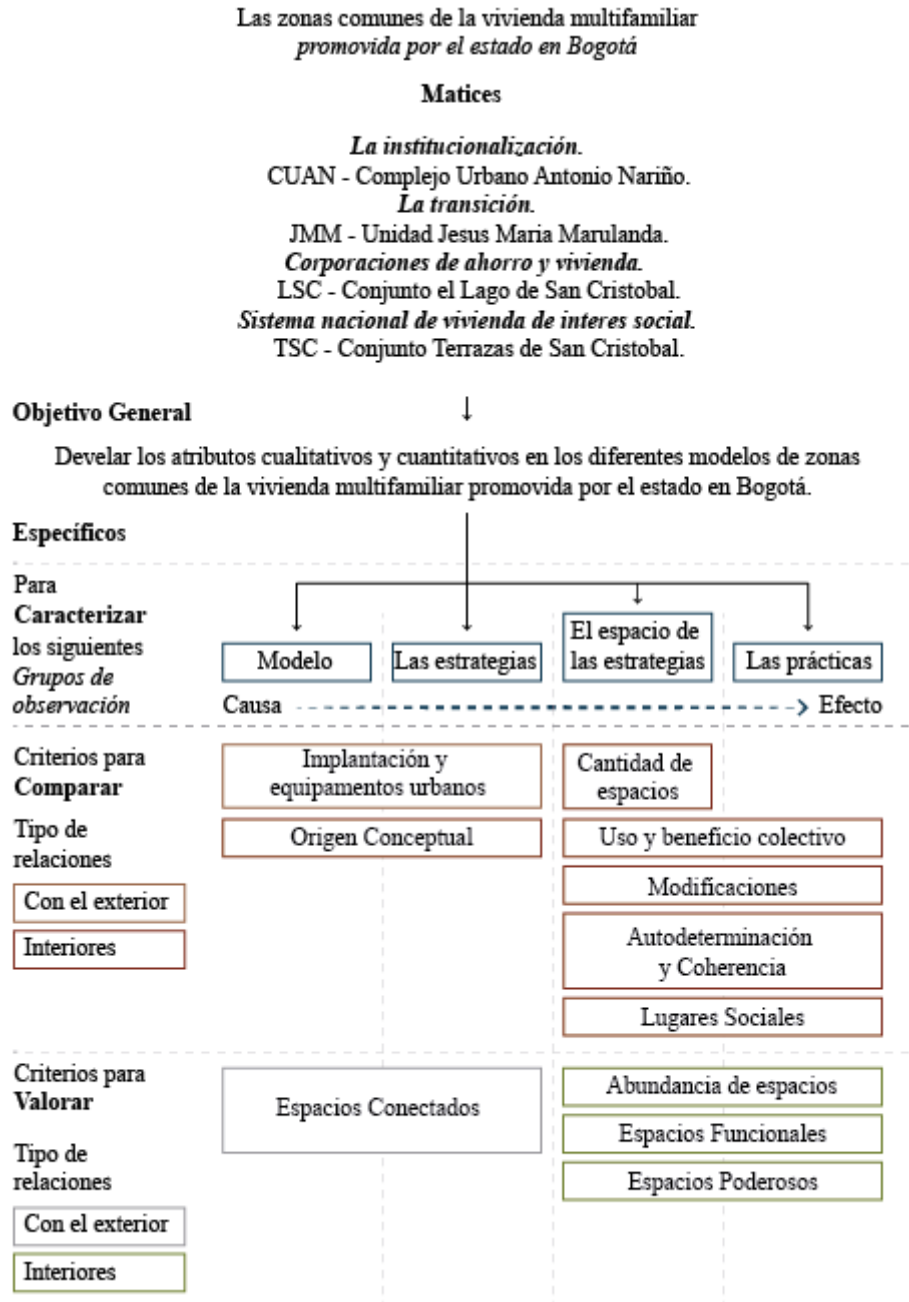 Las zonas comunes de la vivienda multifamiliar
promovida por el estado en Bogotá
Matices
La institucionalización.
CUAN - Complejo Urbano Antonio Nariño.
La transición.
JMM - Unidad Jesus Maria Marulanda.
Corporaciones de ahorro y vivienda.
LSC - Conjunto el Lago de San Cristobal.
Sistema nacional de vivienda de interes social.
TSC - Conjunto Terrazas de San Cristobal.
Objetivo General
Develar los atributos cualitativos y cuantitativos en los diferentes modelos de zonas
comunes de la vivienda multifamiliar promovida por el estado en Bogotá.
Específicos
Para
Caracterizar
los siguientes
Grupos de
observación
Modelo
Las estrategias
El espacio de
las estrategias
Las prácticas
Causa
Efecto
Criterios para
Comparar
Tipo de
relaciones
Con el exterior
Interiores
Implantación y
equipamentos urbanos
Origen Conceptual
Cantidad de
espacios
Uso y beneficio colectivo
Modificaciones
Autodeterminación
y Coherencia
Lugares Sociales
Criterios para
Valorar
Tipo de
relaciones
Con el exterior
Interiores
Espacios Conectados
Abundancia de espacios
Espacios Funcionales
Espacios Poderosos